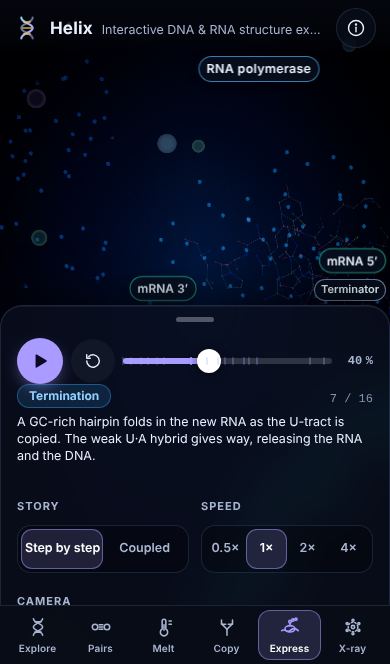 Helix Interactive DNA & RNA structure ex...
RNA polymerase
mRNA 5′
mRNA 3′
Terminator
40 %
Termination
7 / 16
A GC-rich hairpin folds in the new RNA as the U-tract is
copied. The weak U·A hybrid gives way, releasing the RNA
and the DNA.
STORY
SPEED
Step by step
Coupled
0.5×
1×
2×
4×
CAMERA
Explore
Pairs
Melt
Copy
Express
X-ray